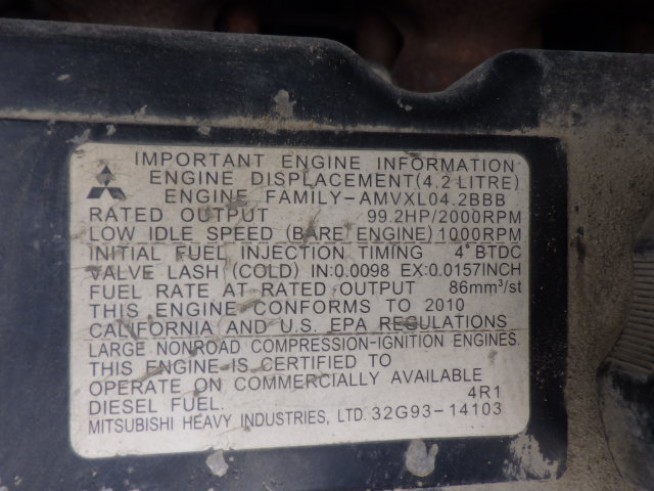 IMPORTANT ENGINE INFORMATION
ENGINE DISPLACEMENT(4.2 LITRE)
ENGINE FAMILY-AMVXL04.2BBB
RATED OUTPUT 99.2HP/2000RPM
LOW IDLE SPEED (BARE ENGINE) 1000RPM
INITIAL FUEL INJECTION TIMING 4°BTDC
VALVE LASH (COLD) IN:0.0098 EX:0.0157INCH
FUEL RATE AT RATED OUTPUT 86mm³/st
THIS ENGINE CONFORMS TO 2010
CALIFORNIA AND U.S. EPA REGULATIONS
LARGE NONROAD COMPRESSION-IGNITION ENGINES.
THIS ENGINE IS CERTIFIED TO
OPERATE ON COMMERCIALLY AVAILABLE
DIESEL FUEL. 4R1
MITSUBISHI HEAVY INDUSTRIES, LTD. 32G93-14103